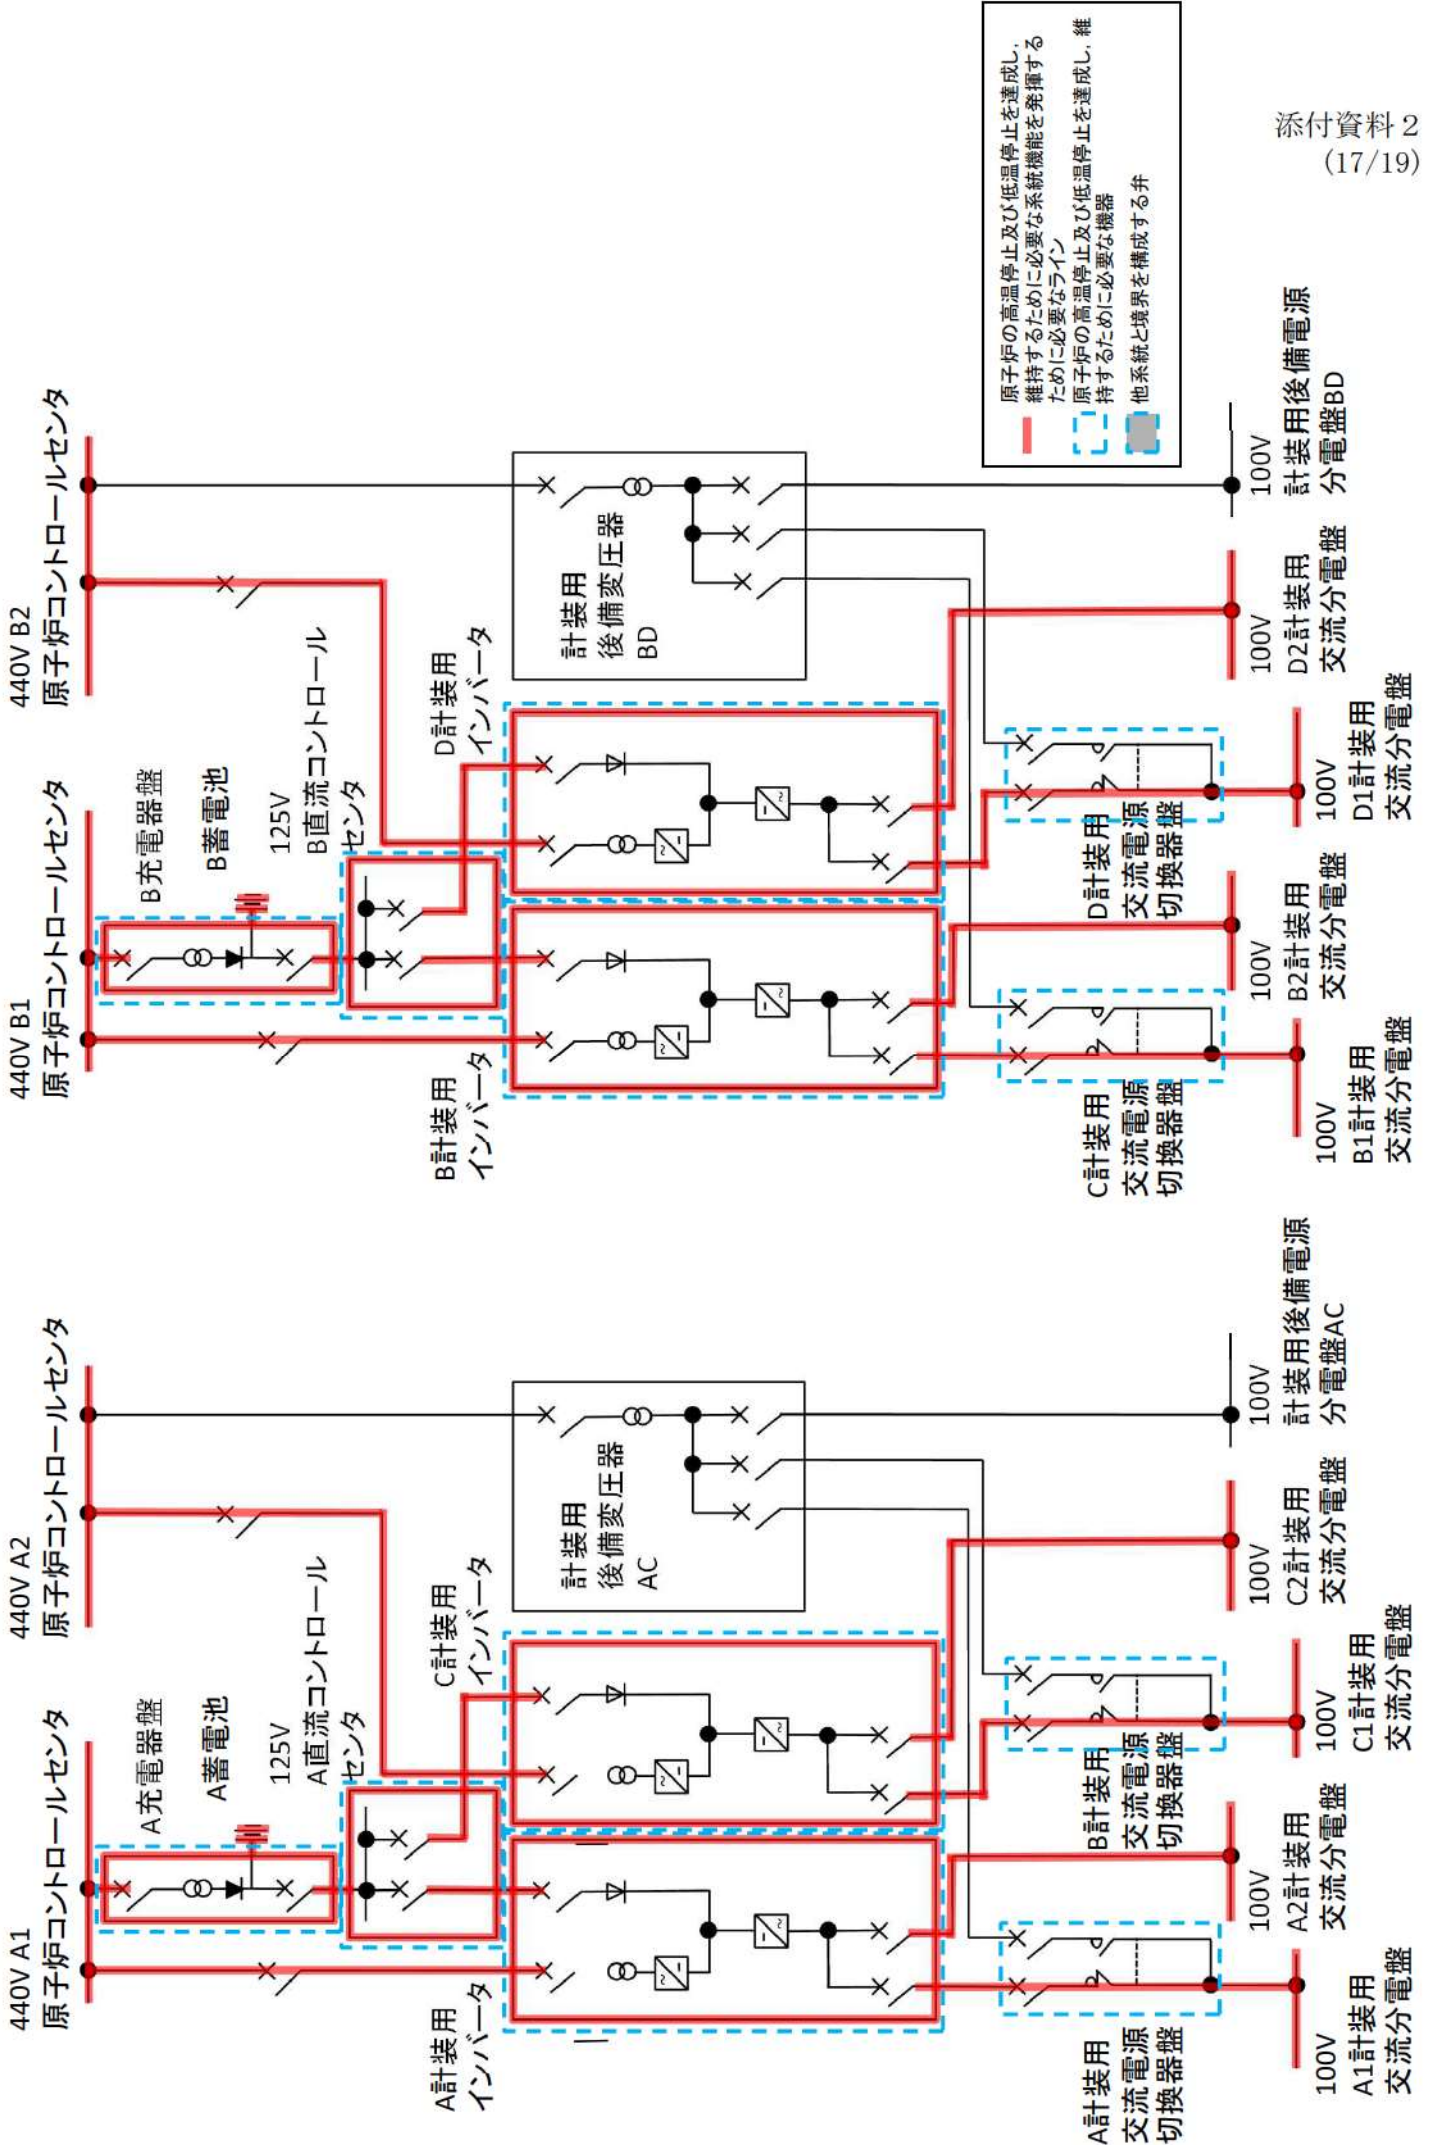 添付資料２
(17/19)
440V A1
原子炉コントロールセンタ
440V A2
原子炉コントロールセンタ
440V B1
原子炉コントロールセンタ
440V B2
原子炉コントロールセンタ
A充電器盤
A蓄電池
125V
A直流コントロール
センタ
B充電器盤
B蓄電池
125V
B直流コントロール
センタ
A計装用
インバータ
C計装用
インバータ
計装用
後備変圧器
AC
B計装用
インバータ
D計装用
インバータ
計装用
後備変圧器
BD
A計装用
交流電源
切換器盤
B計装用
交流電源
切換器盤
C計装用
交流電源
切換器盤
D計装用
交流電源
切換器盤
100V
A1計装用
交流分電盤
100V
A2計装用
交流分電盤
100V
C1計装用
交流分電盤
100V
C2計装用
交流分電盤
100V
計装用後備電源
分電盤AC
100V
B1計装用
交流分電盤
100V
B2計装用
交流分電盤
100V
D1計装用
交流分電盤
100V
D2計装用
交流分電盤
100V
計装用後備電源
分電盤BD
原子炉の高温停止及び低温停止を達成し、
維持するために必要な系統機能を発揮する
ために必要なライン
原子炉の高温停止及び低温停止を達成し、維
持するために必要な機器
他系統と境界を構成する弁